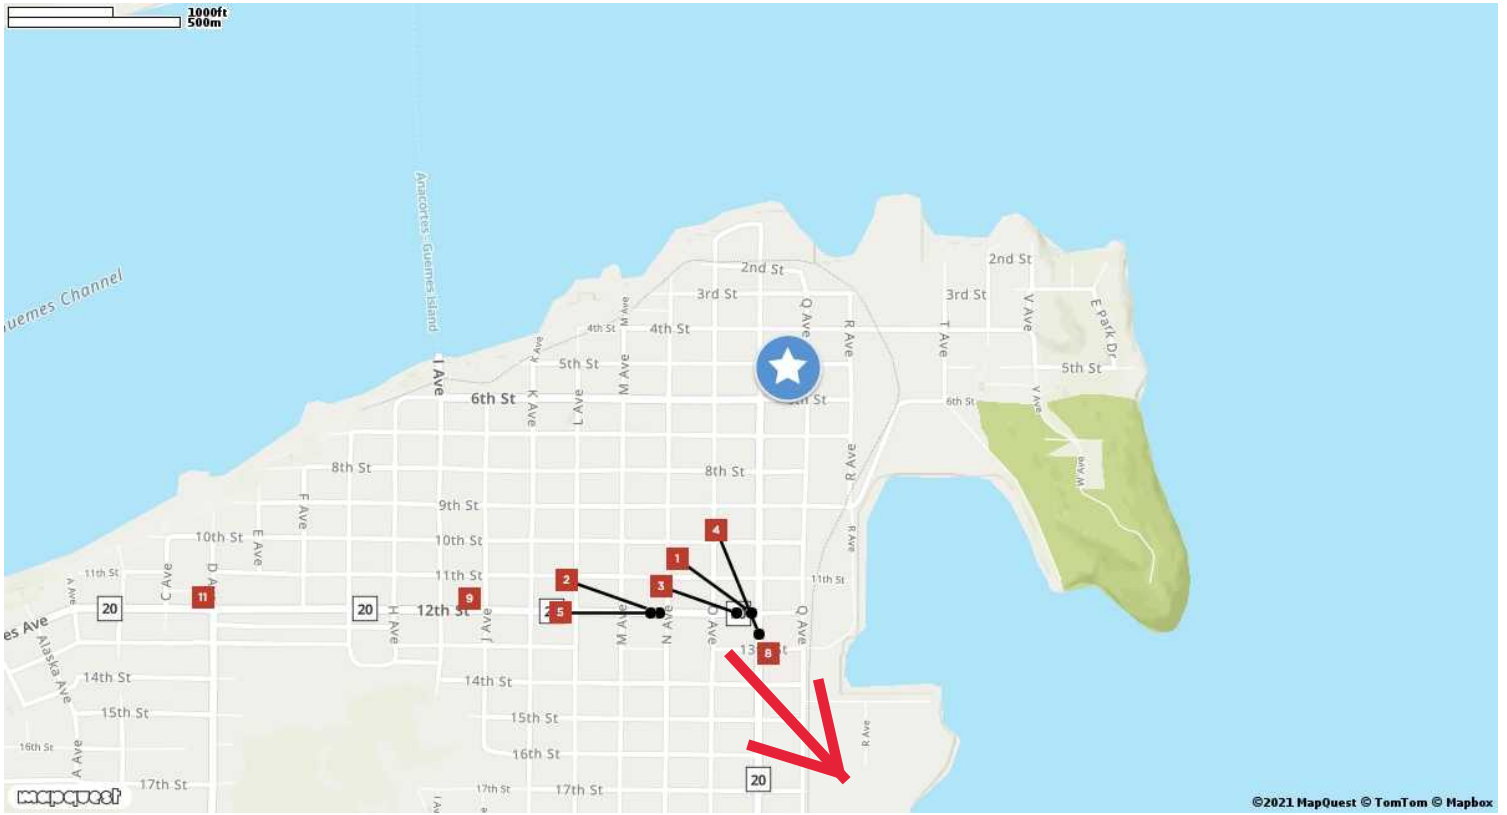 1000ft
500m
Anacortes - Guemes Island
uemes Channel
2nd St
2nd St
3rd St
3rd St
Q Ave
V Ave
E Park Dr
M Ave
4th St
4th St
R Ave
T Ave
K Ave
5th St
M Ave
5th St
I Ave
6th St
K Ave
L Ave
6th St
V Ave
8th St
8th St
R Ave
W Ave
9th St
F Ave
10th St
E Ave
10th St
4
R Ave
1
11th St
C Ave
D A
11th St
2
3
11th St
A Ave
11
9
20
20
12th St
5
es Ave
H Ave
J Ave
M Ave
N Ave
O Ave
Q Ave
Alaska Ave
13
8
14th St
14th St
15th St
15th St
R Ave
16th St
A Ave
16th St
17th St
17th St
17th St
20
I Av
mapquest
©2021 MapQuest © TomTom © Mapbox